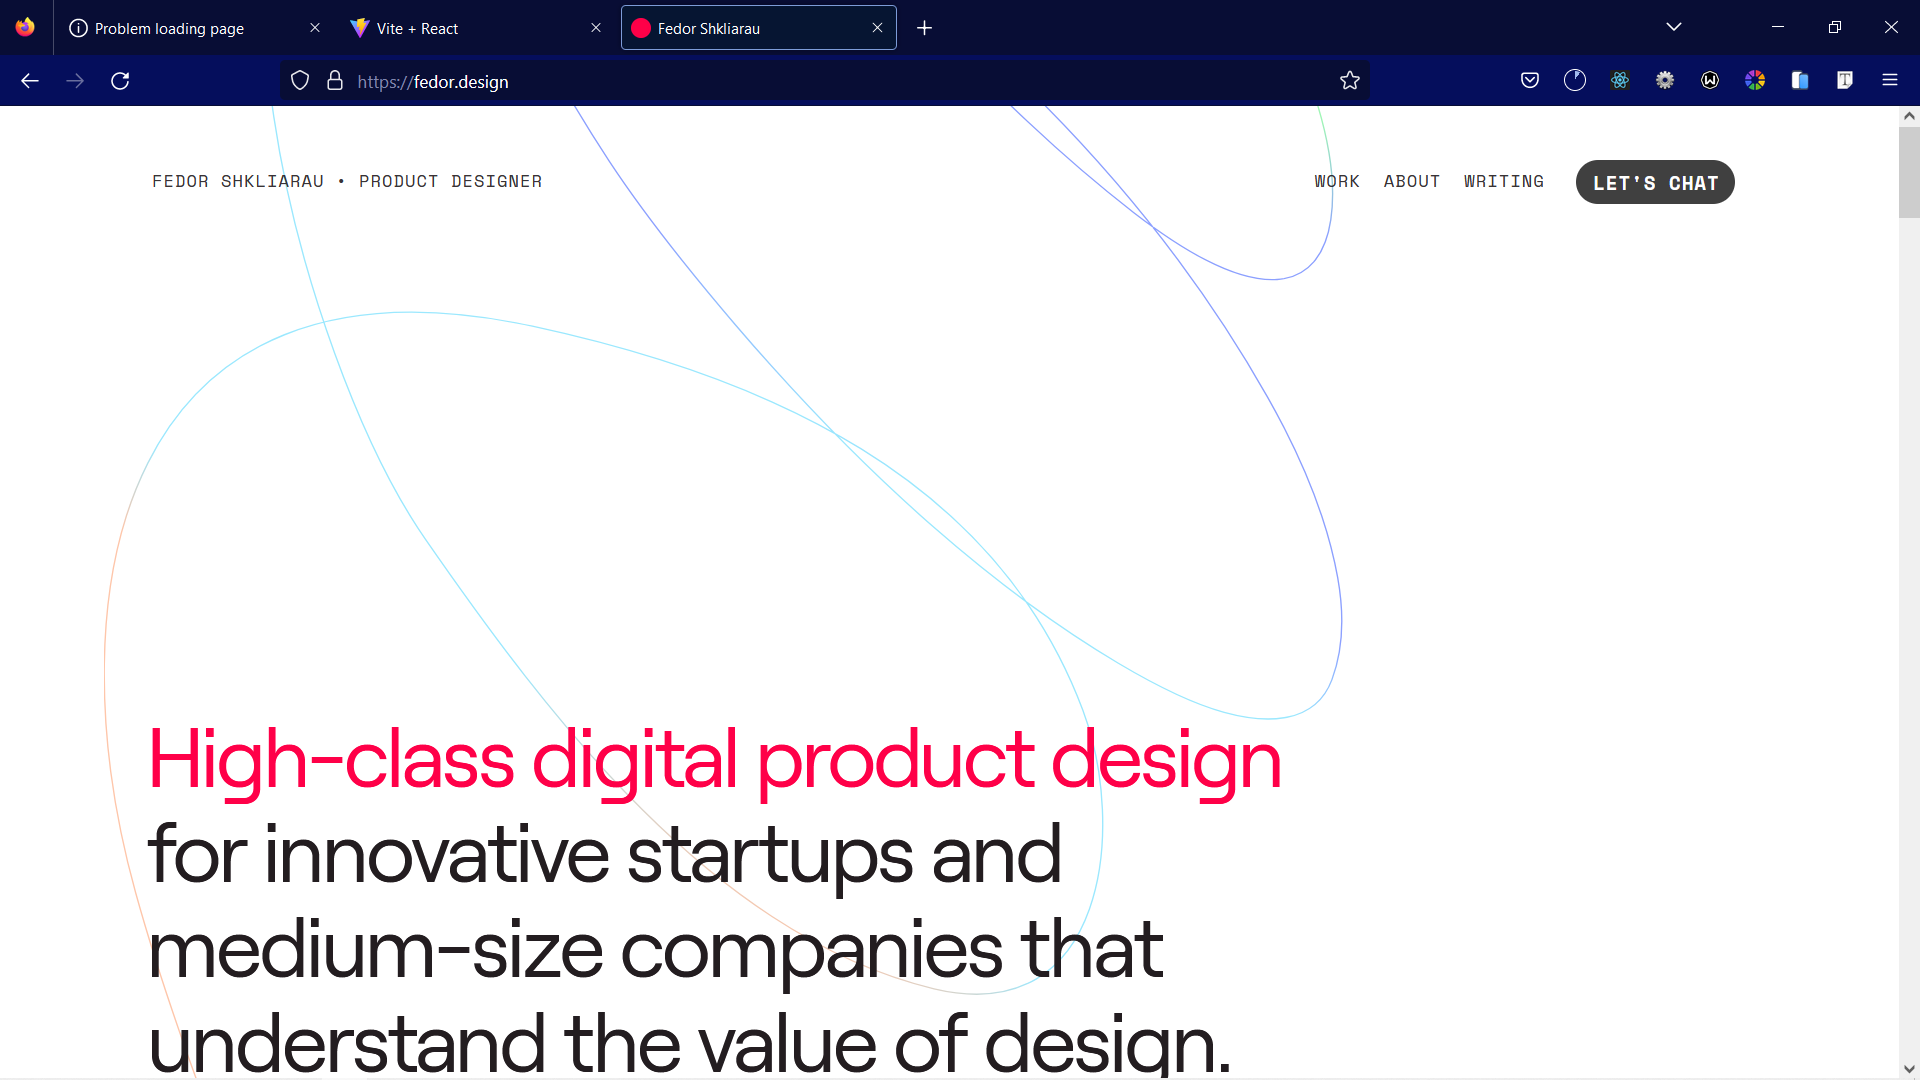 Problem loading page
Vite + React
Fedor Shkliarau
https://fedor.design
FEDOR SHKLIARAU • PRODUCT DESIGNER
WORK ABOUT WRITING LET'S CHAT
High-class digital product design
for innovative startups and
medium-size companies that
understand the value of design.